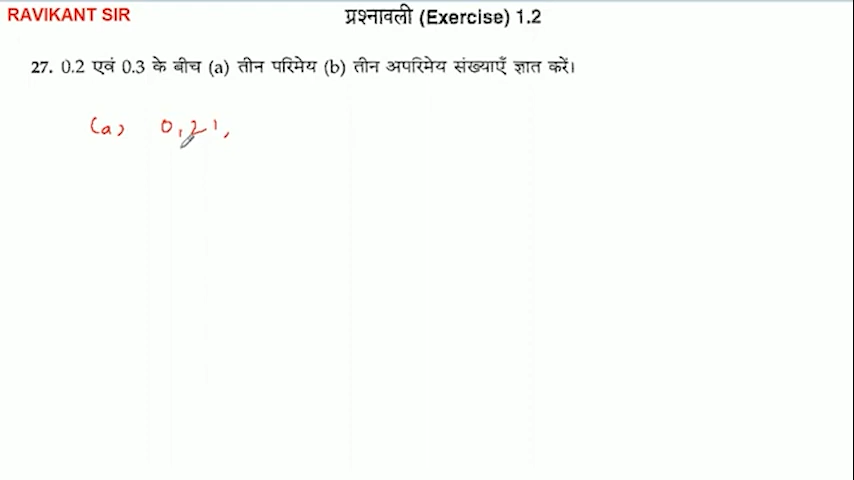 RAVIKANT SIR
प्रश्नावली (Exercise) 1.2
27. 0.2 एवं 0.3 के बीच (a) तीन परिमेय (b) तीन अपरिमेय संख्याएँ ज्ञात करें।
(a) 0.21,